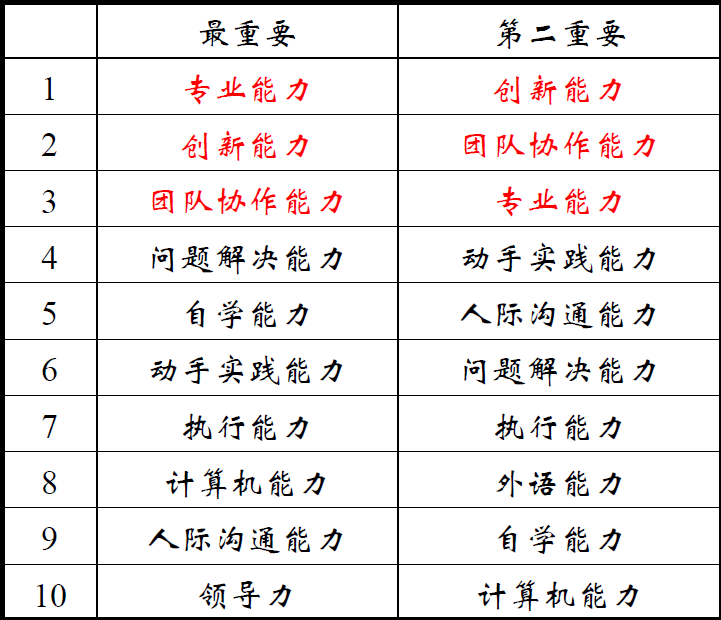 最重要 第二重要
1 专业能力 创新能力
2 创新能力 团队协作能力
3 团队协作能力 专业能力
4 问题解决能力 动手实践能力
5 自学能力 人际沟通能力
6 动手实践能力 问题解决能力
7 执行能力 执行能力
8 计算机能力 外语能力
9 人际沟通能力 自学能力
10 领导力 计算机能力